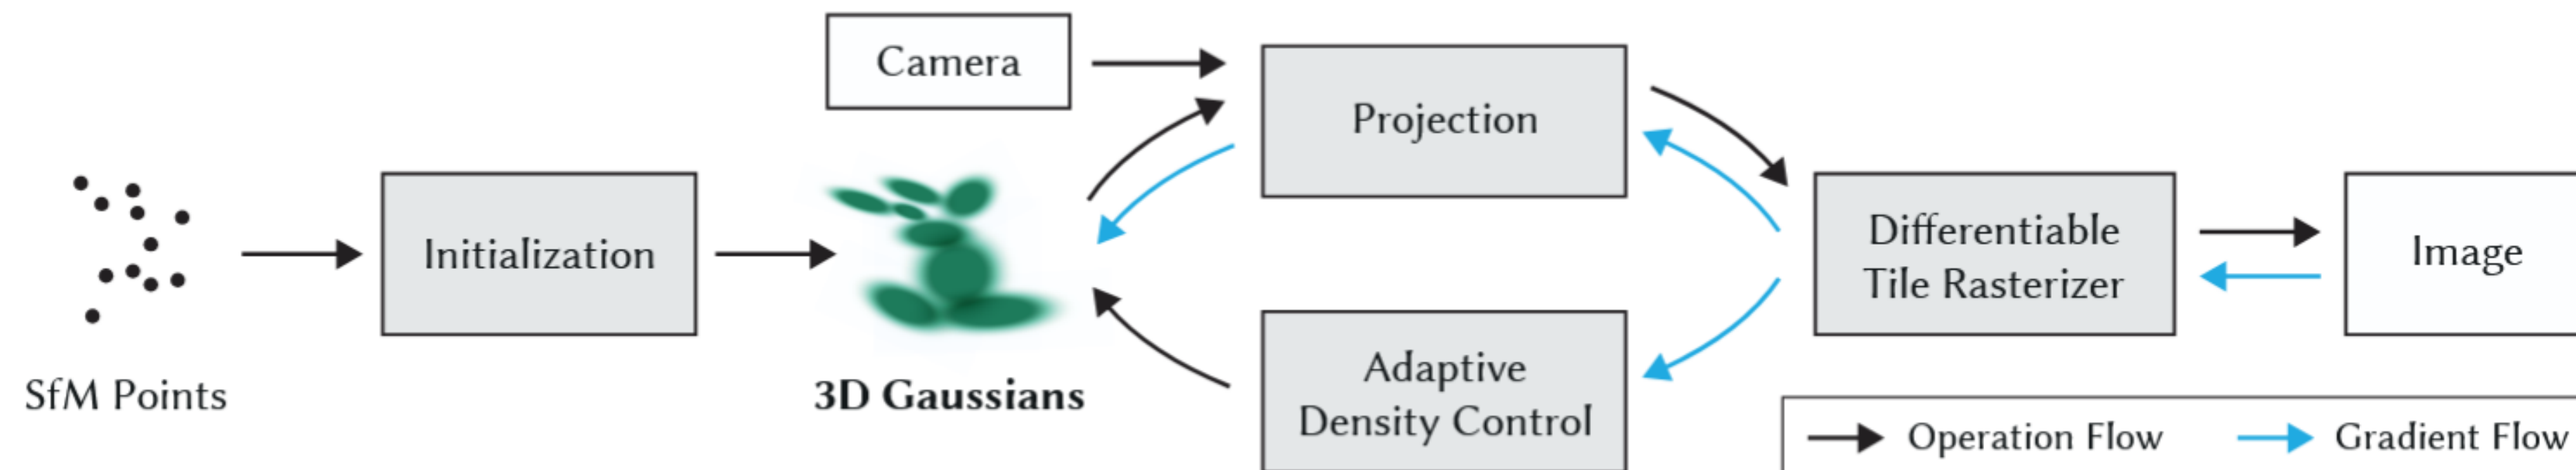 Camera
Projection
Initialization
Differentiable
Tile Rasterizer
Image
SfM Points
3D Gaussians
Adaptive
Density Control
Operation Flow
Gradient Flow